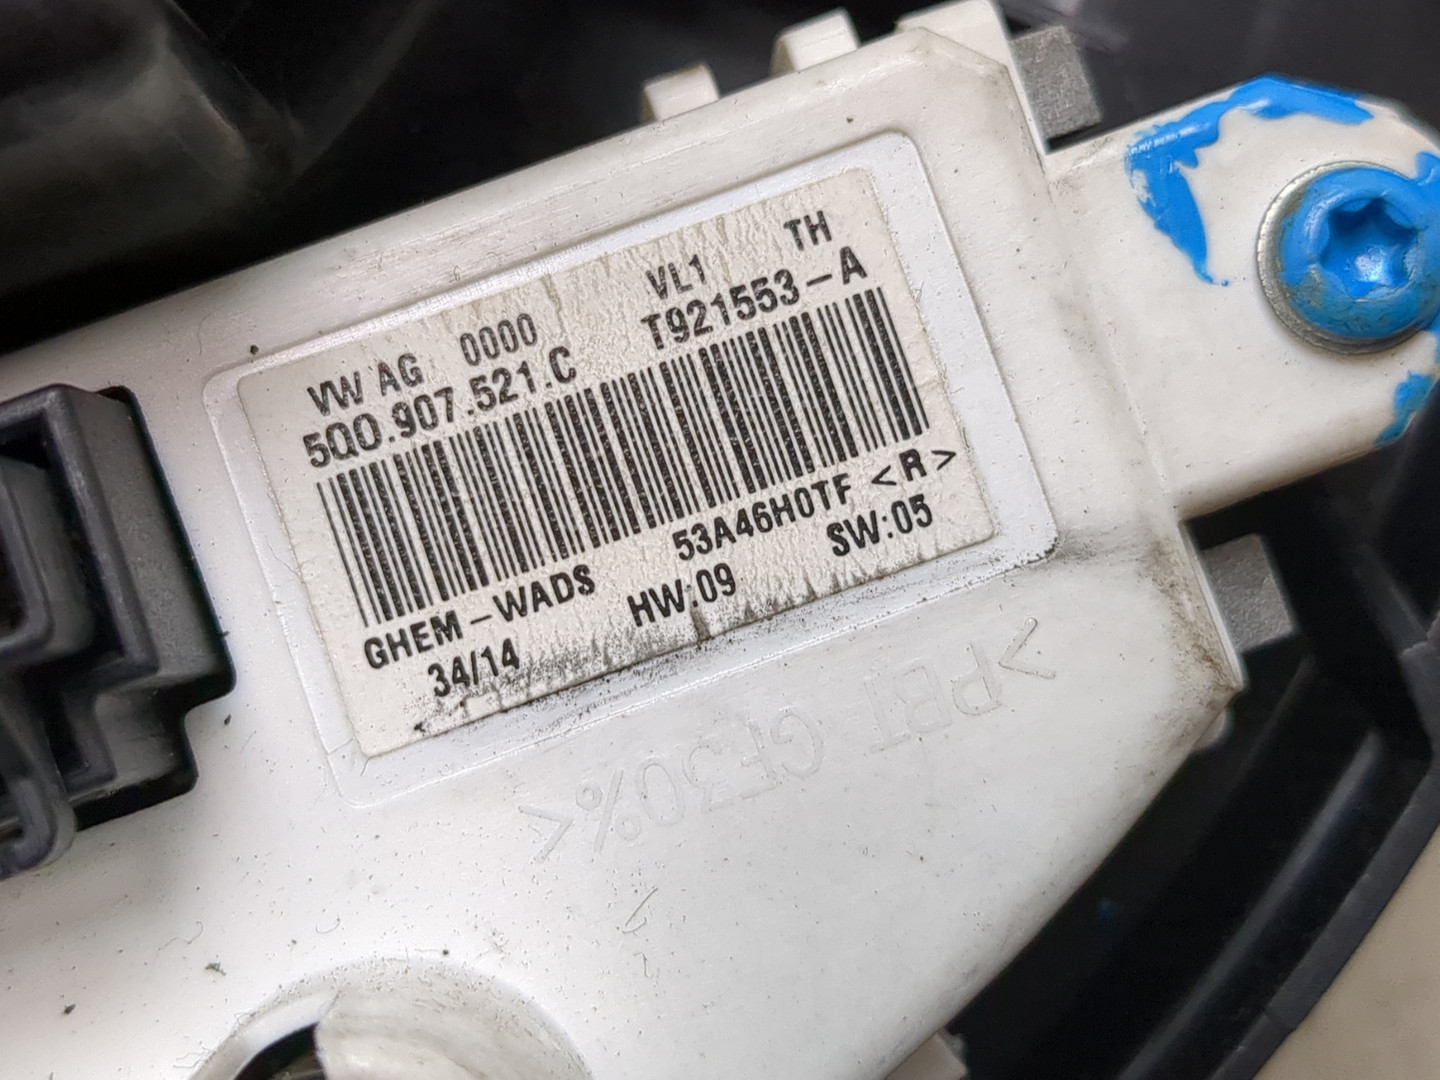 VL1 TH
VW AG 0000 T921553-A
5Q0.907.521.C
53A46H0TF <R>
GHEM-WADS HW:09 SW:05
34/14
>PBT GF30%<